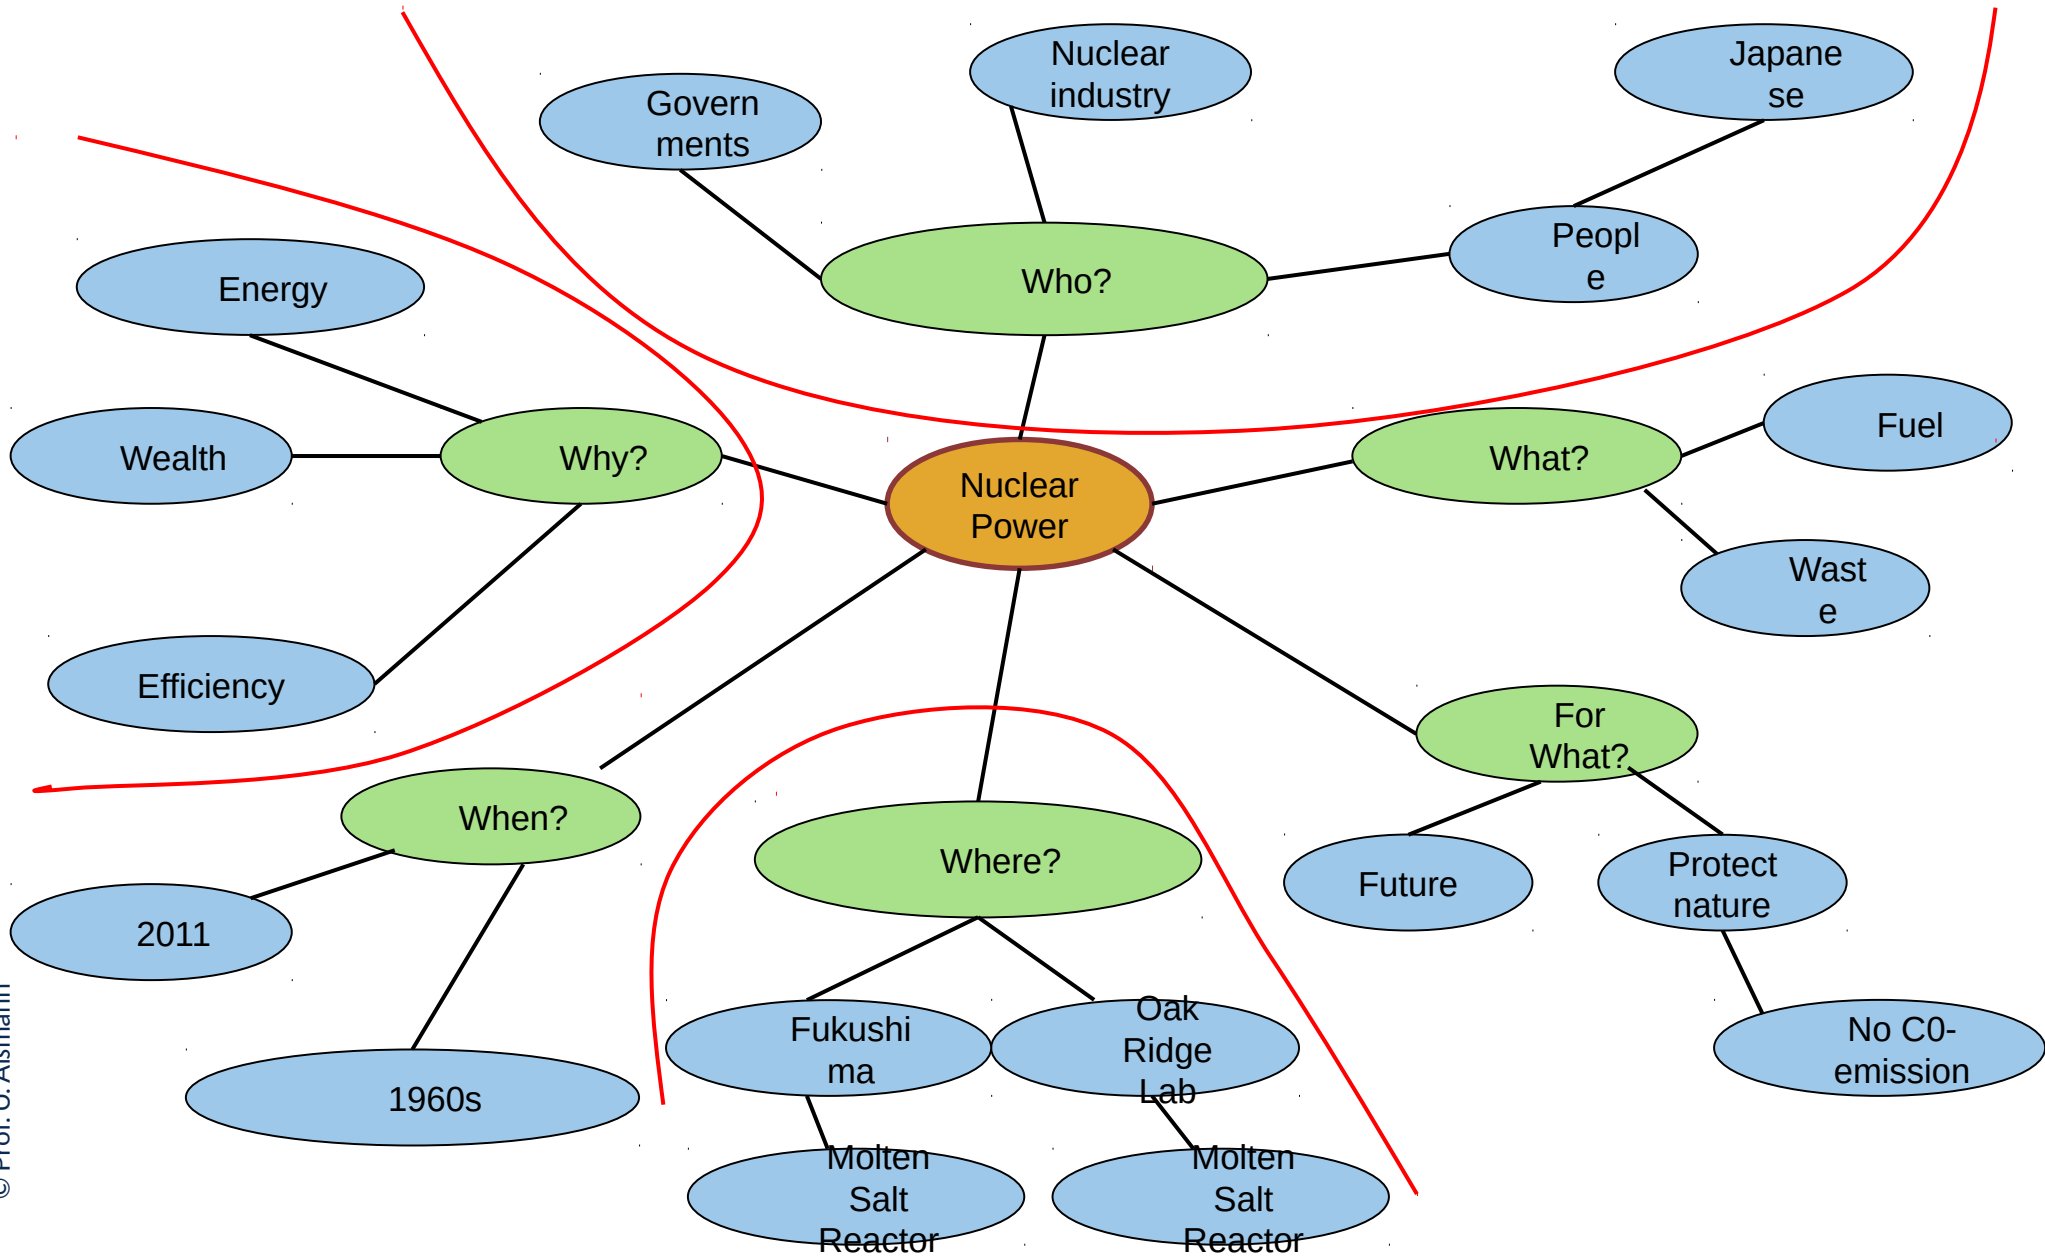 Nuclear
industry
Japane
se
Govern
ments
Peopl
e
Who?
Energy
Fuel
Wealth
Why?
What?
Nuclear
Power
Wast
e
Efficiency
For
What?
When?
Where?
Future
Protect
nature
2011
Fukushi
ma
Oak
Ridge
Lab
No C0-
emission
1960s
Molten
Salt
Reactor
Molten
Salt
Reactor
© Prof. U. Aßmann